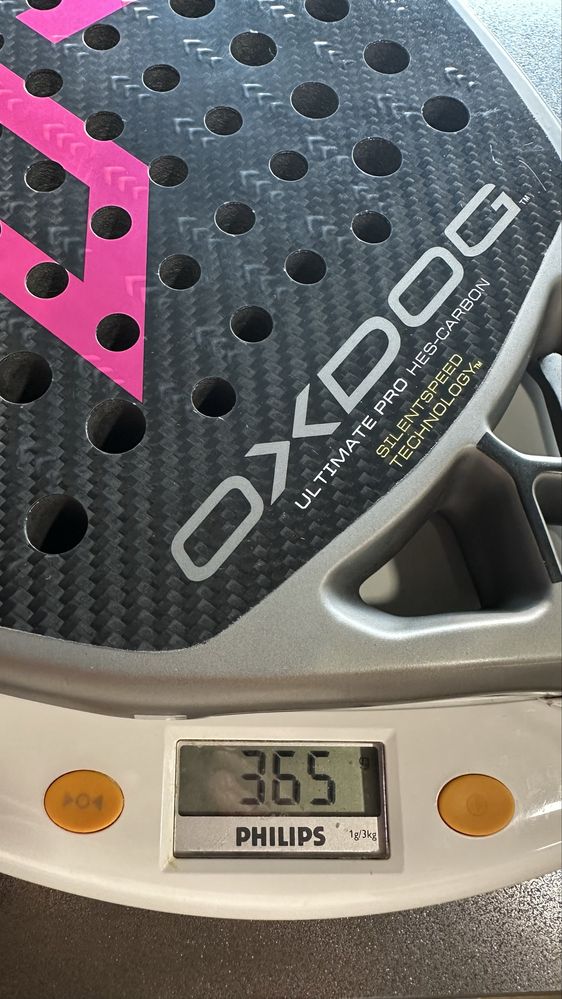 OXDOG™
ULTIMATE PRO HES-CARBON
SILENTSPEED
TECHNOLOGY™
365 g
PHILIPS 1g/3kg